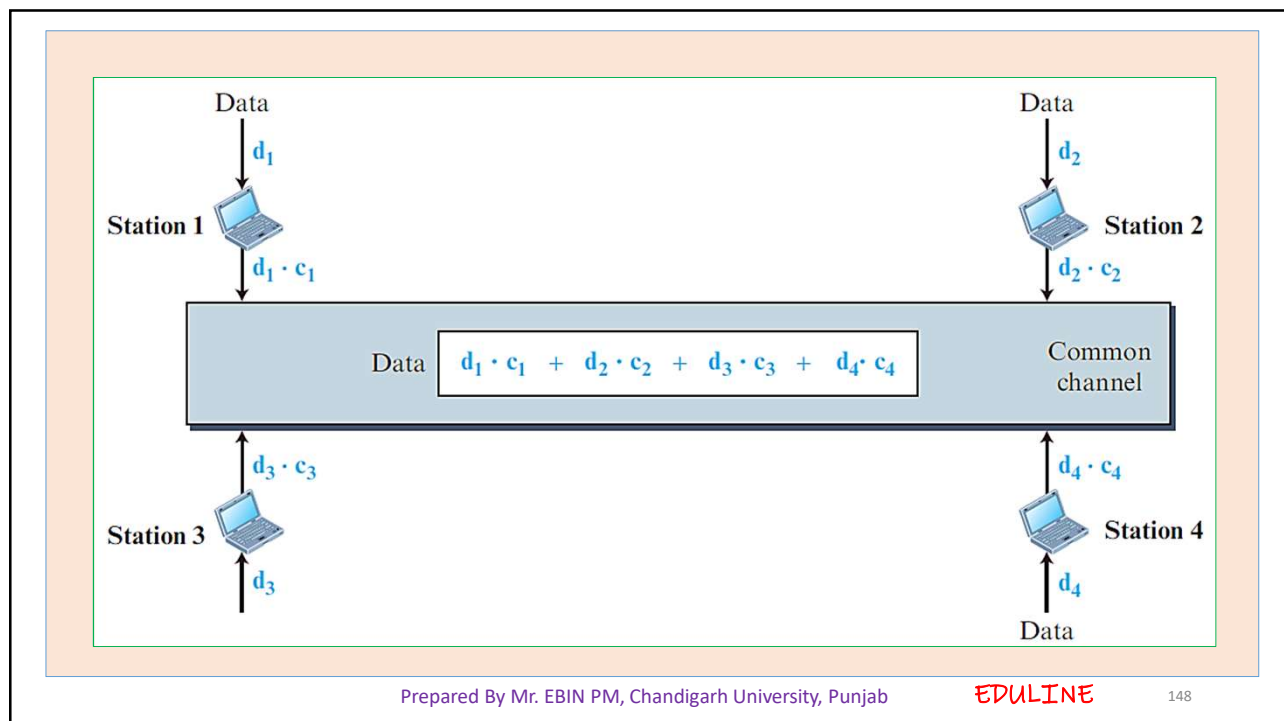 Data Data
d₁ d₂
Station 1 Station 2
d₁ · c₁ d₂ · c₂
Data d₁ · c₁ + d₂ · c₂ + d₃ · c₃ + d₄· c₄ Common
channel
d₃ · c₃ d₄ · c₄
Station 3 Station 4
d₃ d₄
Data
Prepared By Mr. EBIN PM, Chandigarh University, Punjab EDULINE 148